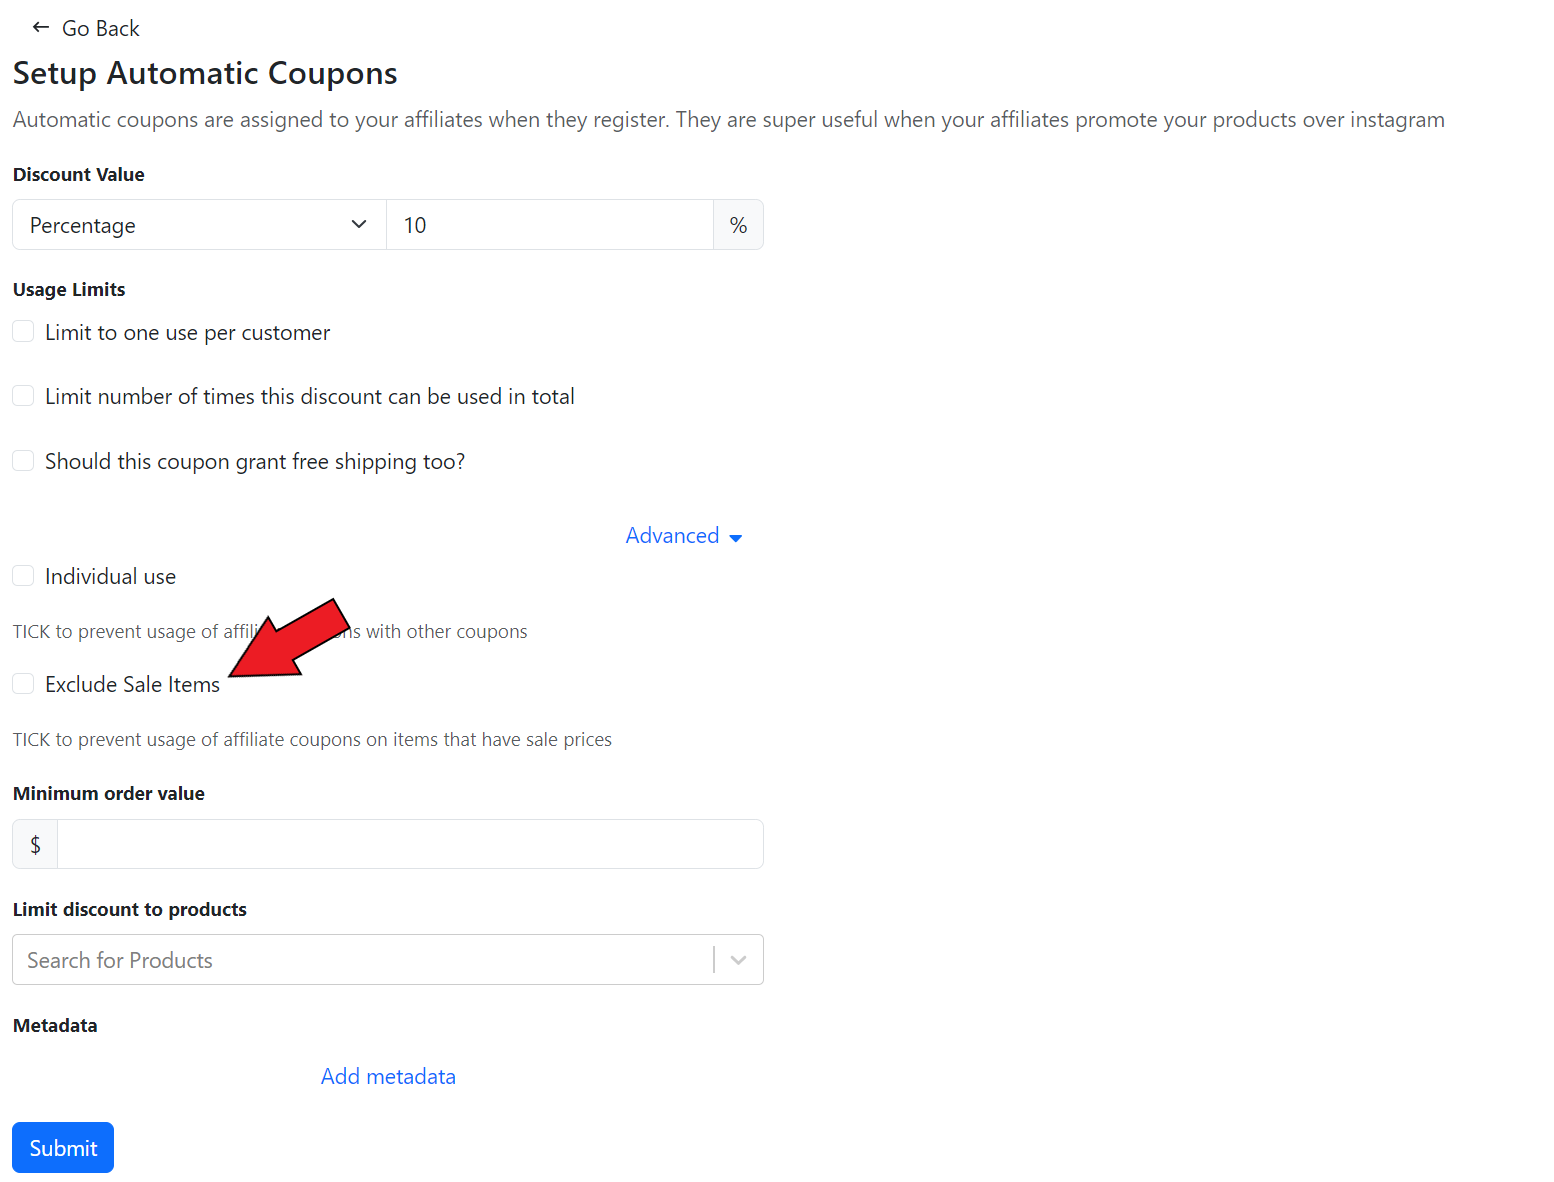 Go Back
Setup Automatic Coupons
Automatic coupons are assigned to your affiliates when they register. They are super useful when your affiliates promote your products over instagram
Discount Value
Percentage 10 %
Usage Limits
Limit to one use per customer
Limit number of times this discount can be used in total
Should this coupon grant free shipping too?
Advanced
Individual use
TICK to prevent usage of with other coupons
Exclude Sale Items
TICK to prevent usage of affiliate coupons on items that have sale prices
Minimum order value
$
Limit discount to products
Search for Products
Metadata
Add metadata
Submit